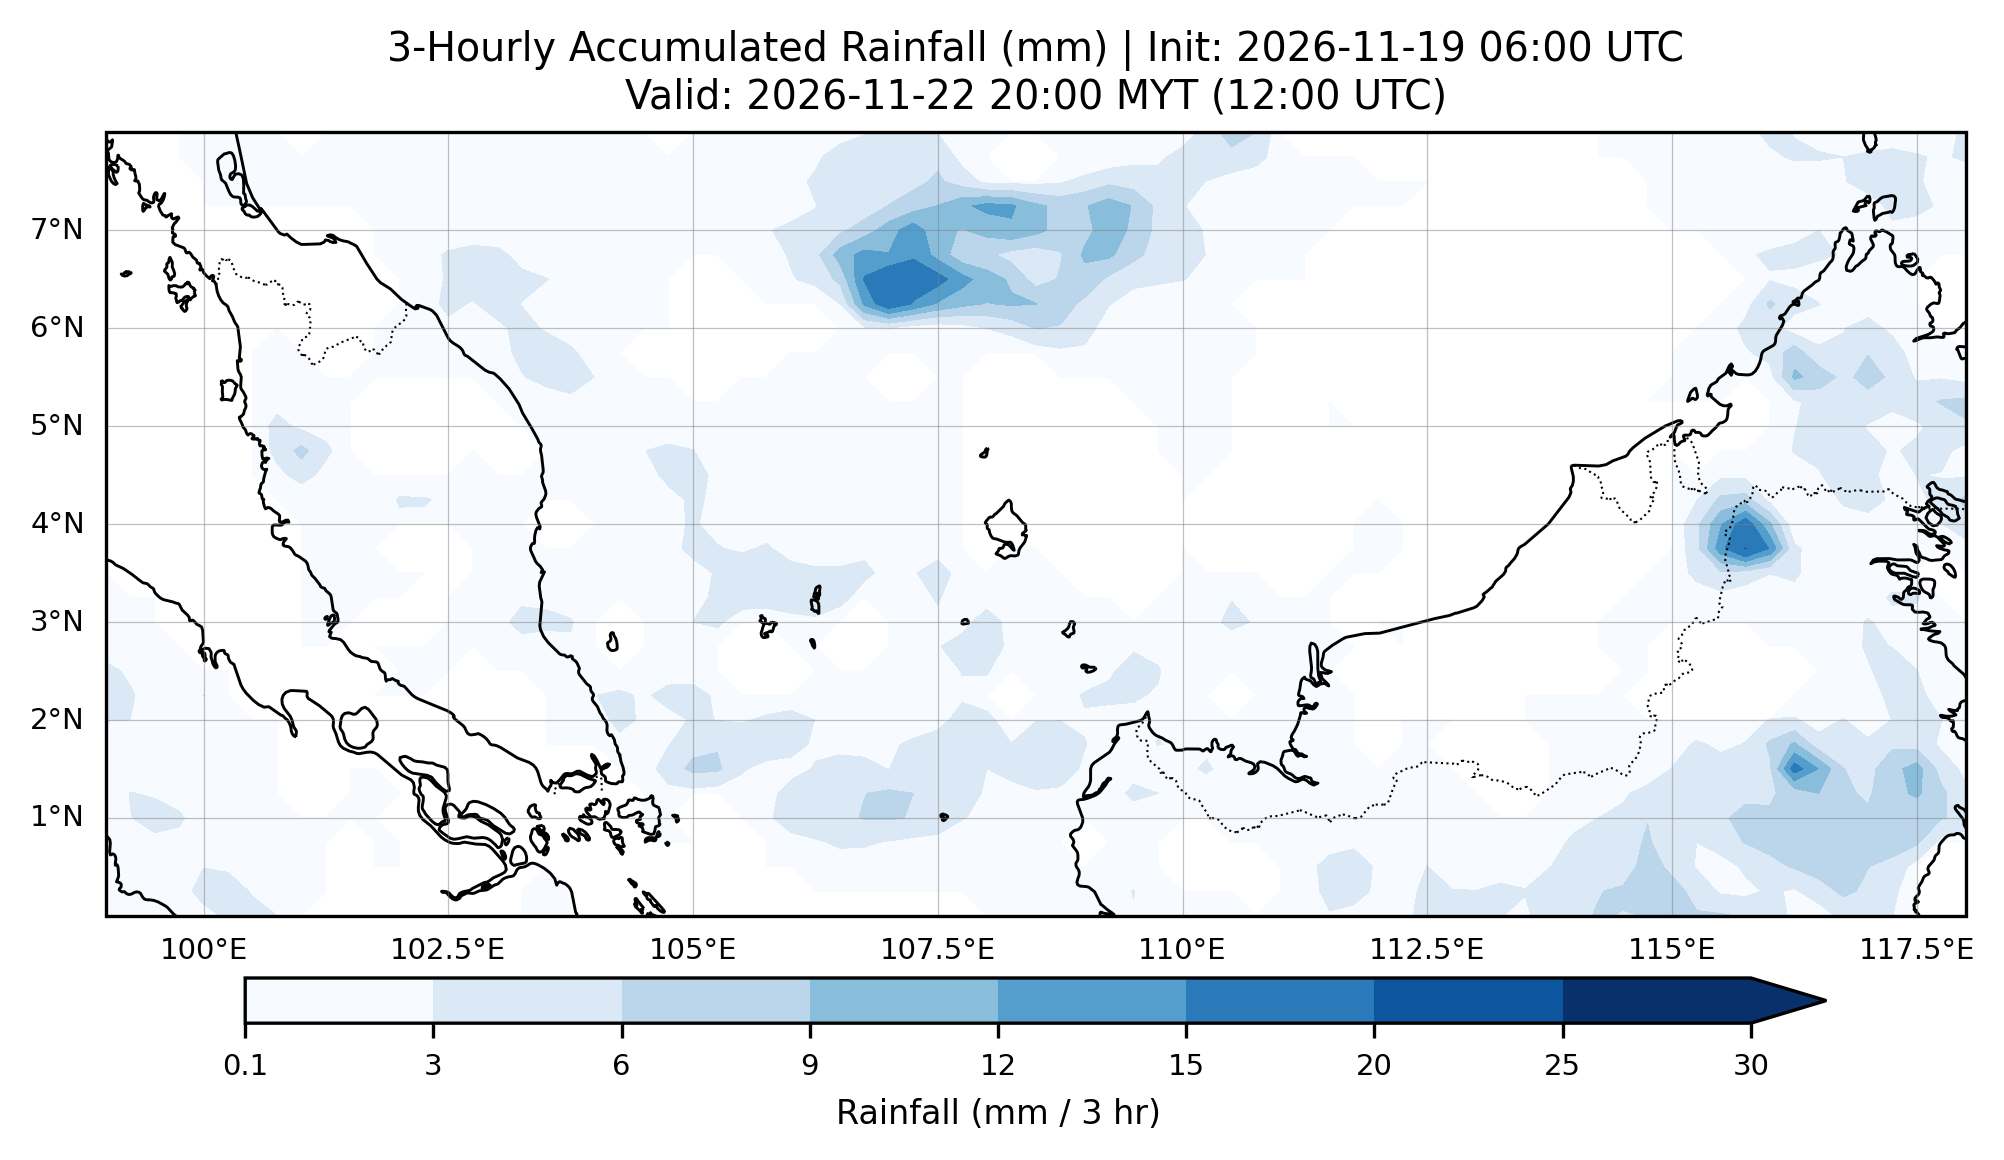 3-Hourly Accumulated Rainfall (mm) | Init: 2026-11-19 06:00 UTC
Valid: 2026-11-22 20:00 MYT (12:00 UTC)
7°N
6°N
5°N
4°N
3°N
2°N
1°N
100°E 102.5°E 105°E 107.5°E 110°E 112.5°E 115°E 117.5°E
0.1 3 6 9 12 15 20 25 30
Rainfall (mm / 3 hr)